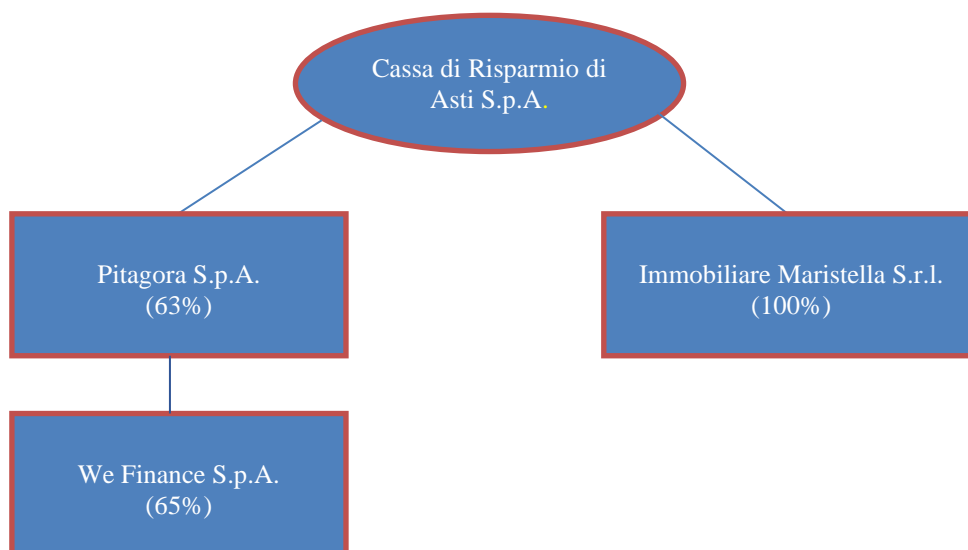 Cassa di Risparmio di
Asti S.p.A.
Pitagora S.p.A.
(63%)
Immobiliare Maristella S.r.l.
(100%)
We Finance S.p.A.
(65%)